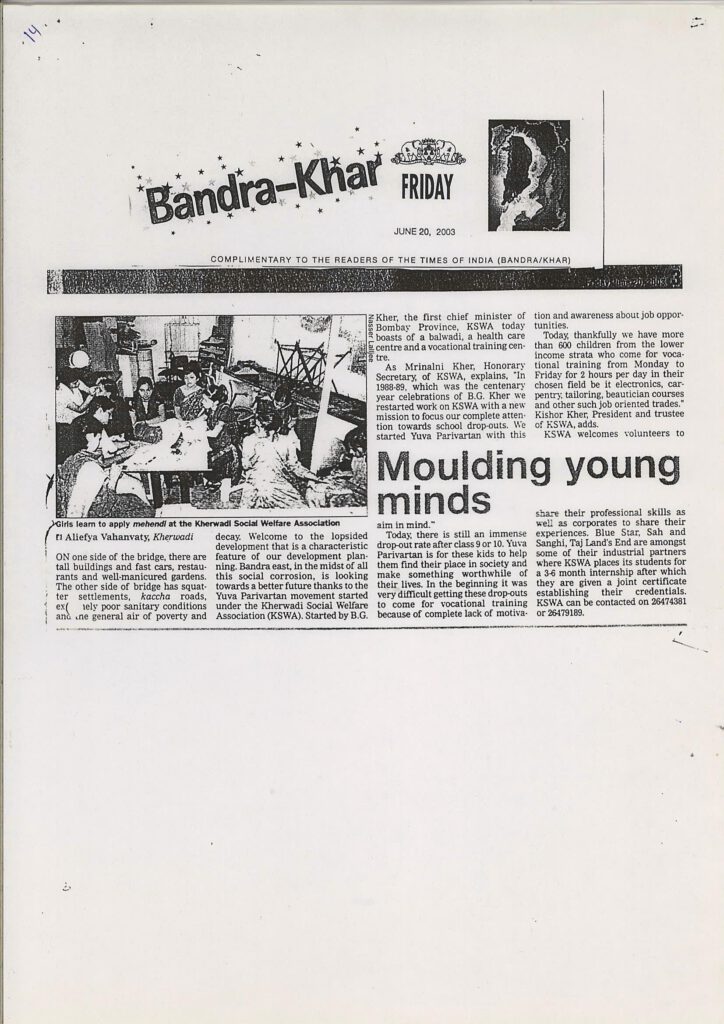 14
Bandra-Khar
FRIDAY
JUNE 20, 2003
COMPLIMENTARY TO THE READERS OF THE TIMES OF INDIA (BANDRA/KHAR)
Girls learn to apply mehendi at the Kherwadi Social Welfare Association
Moulding young
minds
Aliefya Vahanvaty, Kherwadi
ON one side of the bridge, there are
tall buildings and fast cars, restau-
rants and well-manicured gardens.
The other side of bridge has squat-
ter settlements, kaccha roads,
ex( nely poor sanitary conditions
and .ne general air of poverty and
decay. Welcome to the lopsided
development that is a characteristic
feature of our development plan-
ning. Bandra east, in the midst of all
this social corrosion, is looking
towards a better future thanks to the
Yuva Parivartan movement started
under the Kherwadi Social Welfare
Association (KSWA). Started by B.G.
Kher, the first chief minister of
Bombay Province, KSWA today
boasts of a balwadi, a health care
centre and a vocational training cen-
tre.
As Mrinalni Kher, Honorary
Secretary, of KSWA, explains, "In
1988-89, which was the centenary
year celebrations of B.G. Kher we
restarted work on KSWA with a new
mission to focus our complete atten-
tion towards school drop-outs. We
started Yuva Parivartan with this
aim in mind."
Today, there is still an immense
drop-out rate after class 9 or 10. Yuva
Parivartan is for these kids to help
them find their place in society and
make something worthwhile of
their lives. In the beginning it was
very difficult getting these drop-outs
to come for vocational training
because of complete lack of motiva-
tion and awareness about job oppor-
tunities.
Today, thankfully we have more
than 600 children from the lower
income strata who come for voca-
tional training from Monday to
Friday for 2 hours per day in their
chosen field be it electronics, car-
pentry, tailoring, beautician courses
and other such job oriented trades."
Kishor Kher, President and trustee
of KSWA, adds.
KSWA welcomes volunteers to
share their professional skills as
well as corporates to share their
experiences. Blue Star, Sah and
Sanghi, Taj Land's End are amongst
some of their industrial partners
where KSWA places its students for
a 3-6 month internship after which
they are given a joint certificate
establishing their credentials.
KSWA can be contacted on 26474381
or 26479189.